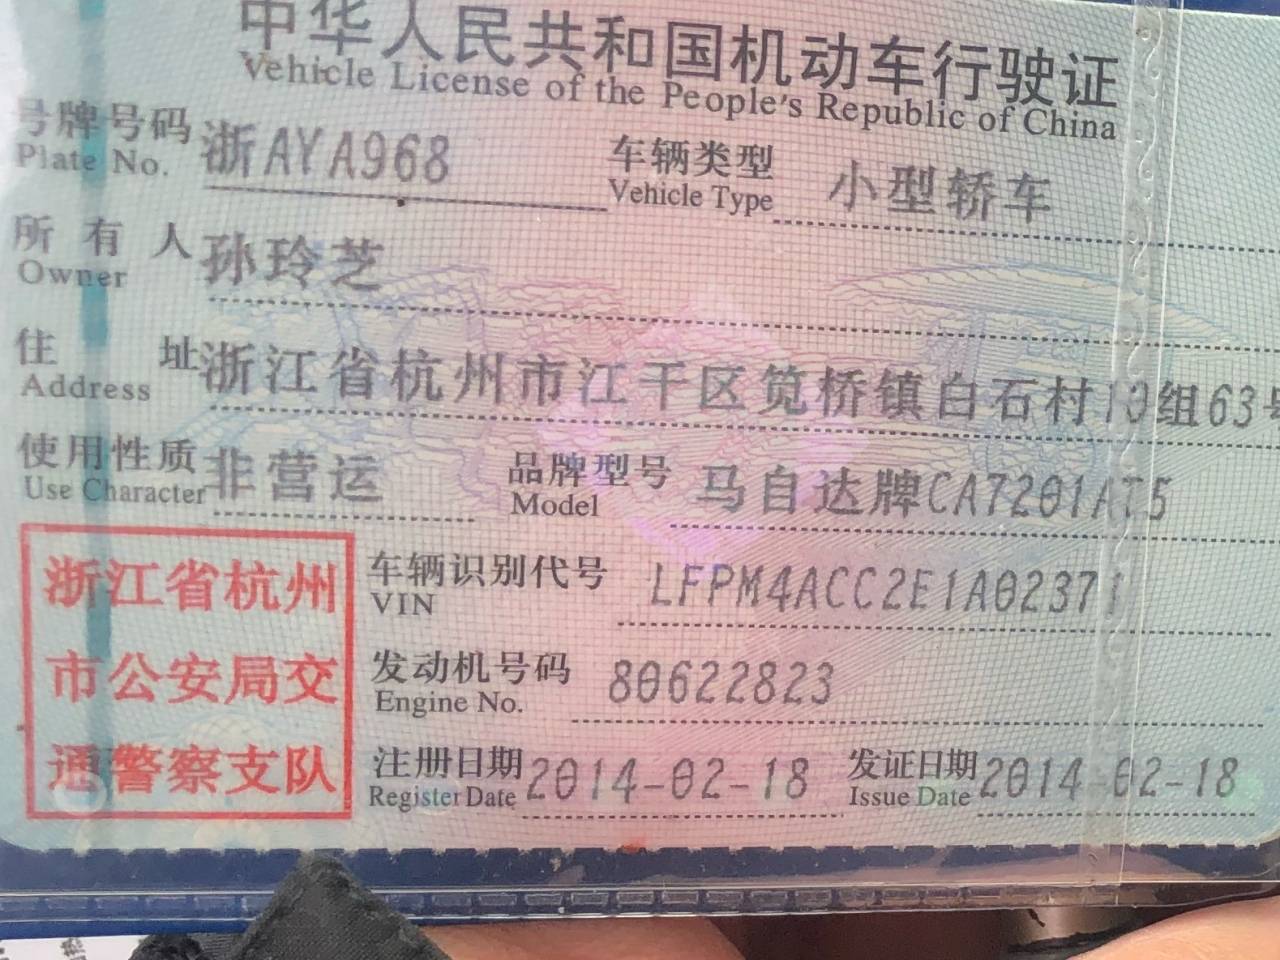 中华人民共和国机动车行驶证
Vehicle License of the People's Republic of China
号牌号码 浙AYA968 车辆类型 小型轿车
Plate No. Vehicle Type
所有人 孙玲芝
Owner
住址 浙江省杭州市江干区笕桥镇白石村10组63号
Address
使用性质 非营运 品牌型号 马自达牌CA7201AT5
Use Character Model
浙江省杭州
市公安局交
通警察支队
车辆识别代号 LFPM4ACC2E1A02371
VIN
发动机号码 80622823
Engine No.
注册日期 2014-02-18 发证日期 2014-02-18
Register Date Issue Date